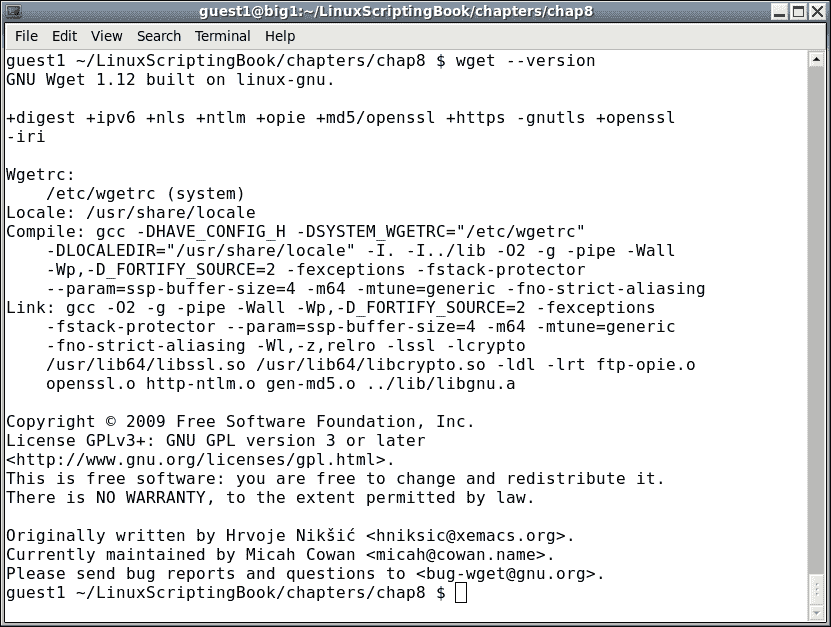 guest1@big1:~/LinuxScriptingBook/chapters/chap8
File Edit View Search Terminal Help
guest1 ~/LinuxScriptingBook/chapters/chap8 $ wget --version
GNU Wget 1.12 built on linux-gnu.
+digest +ipv6 +nls +ntlm +opie +md5/openssl +https -gnutls +openssl
-iri
Wgetrc:
    /etc/wgetrc (system)
Locale: /usr/share/locale
Compile: gcc -DHAVE_CONFIG_H -DSYSTEM_WGETRC="/etc/wgetrc"
    -DLOCALEDIR="/usr/share/locale" -I. -I../lib -O2 -g -pipe -Wall
    -Wp,-D_FORTIFY_SOURCE=2 -fexceptions -fstack-protector
    --param=ssp-buffer-size=4 -m64 -mtune=generic -fno-strict-aliasing
Link: gcc -O2 -g -pipe -Wall -Wp,-D_FORTIFY_SOURCE=2 -fexceptions
    -fstack-protector --param=ssp-buffer-size=4 -m64 -mtune=generic
    -fno-strict-aliasing -Wl,-z,relro -lssl -lcrypto
    /usr/lib64/libssl.so /usr/lib64/libcrypto.so -ldl -lrt ftp-opie.o
    openssl.o http-ntlm.o gen-md5.o ../lib/libgnu.a
Copyright © 2009 Free Software Foundation, Inc.
License GPLv3+: GNU GPL version 3 or later
<http://www.gnu.org/licenses/gpl.html>.
This is free software: you are free to change and redistribute it.
There is NO WARRANTY, to the extent permitted by law.
Originally written by Hrvoje Nikšić <hniksic@xemacs.org>.
Currently maintained by Micah Cowan <micah@cowan.name>.
Please send bug reports and questions to <bug-wget@gnu.org>.
guest1 ~/LinuxScriptingBook/chapters/chap8 $